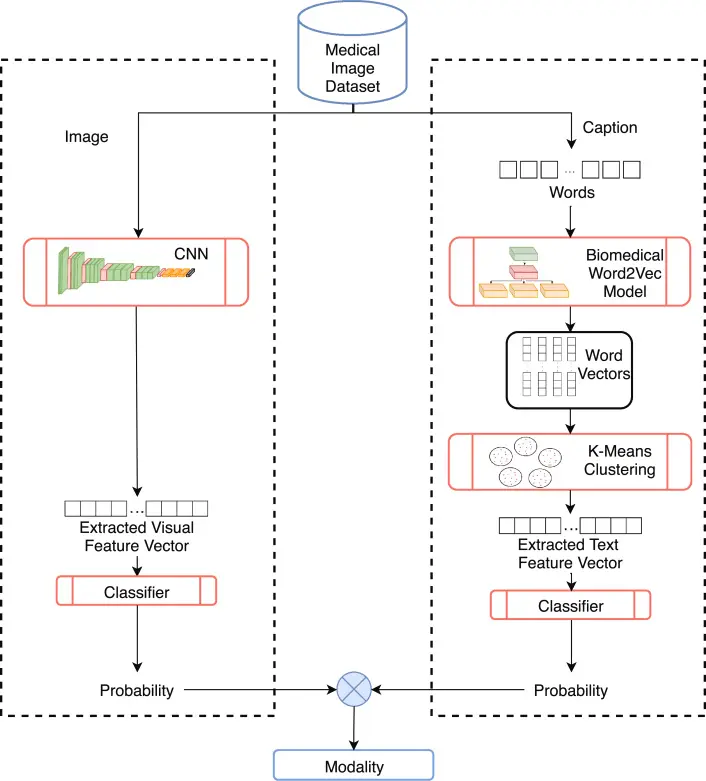 Medical
Image
Dataset
Image
CNN
Extracted Visual
Feature Vector
Classifier
Probability
Caption
...
Words
Biomedical
Word2Vec
Model
Word
Vectors
K-Means
Clustering
...
Extracted Text
Feature Vector
Classifier
Probability
...
Modality